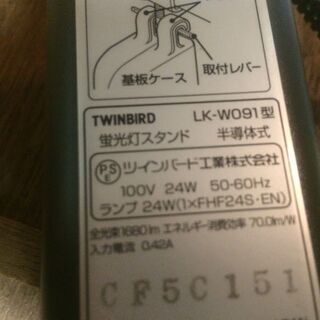 基板ケース
取付レバー
TWINBIRD LK-W091型
蛍光灯スタンド 半導体式
PSE ツインバード工業株式会社
100V 24W 50-60Hz
ランプ 24W(1×FHF24S・EN)
全光束1680lm エネルギー消費効率 70.0lm/W
入力電流 0.42A
CF5C151